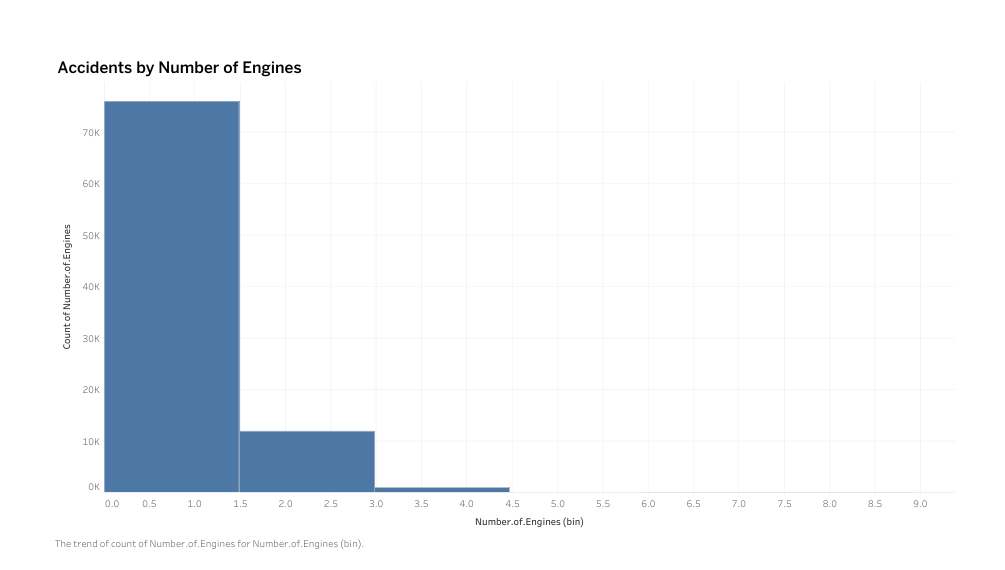 Accidents by Number of Engines
Count of Number.of.Engines
70K
60K
50K
40K
30K
20K
10K
0K
0.0 0.5 1.0 1.5 2.0 2.5 3.0 3.5 4.0 4.5 5.0 5.5 6.0 6.5 7.0 7.5 8.0 8.5 9.0
Number.of.Engines (bin)
The trend of count of Number.of.Engines for Number.of.Engines (bin).